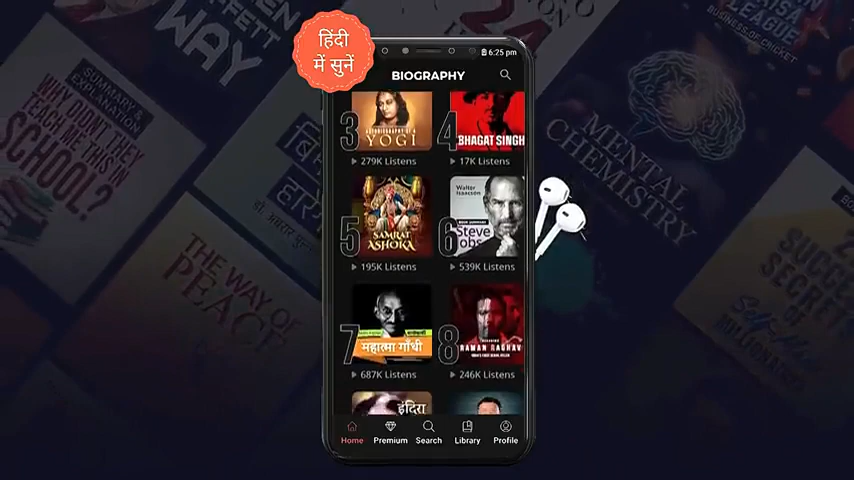 हिंदी
में सुनें
6:25 pm
BIOGRAPHY
3
AUTOBIOGRAPHY OF A
YOGI
279K Listens
4
BHAGAT SINGH
17K Listens
5
SAMRAT
ASHOKA
195K Listens
6
Walter
Isaacson
BOOK SUMMARY
Steve
Jobs
539K Listens
7
महात्मा गाँधी
687K Listens
8
RAMAN RAGHAV
246K Listens
इंदिरा
Home
Premium
Search
Library
Profile
WAY
SUMMARY &
EXPLANATION
WHY DIDN'T THEY
TEACH ME THIS IN
SCHOOL?
THE WAY OF
PEACE
LEAGUE
BUSINESS OF CRICKET
MENTAL
CHEMISTRY
SUCCESS
SECRET